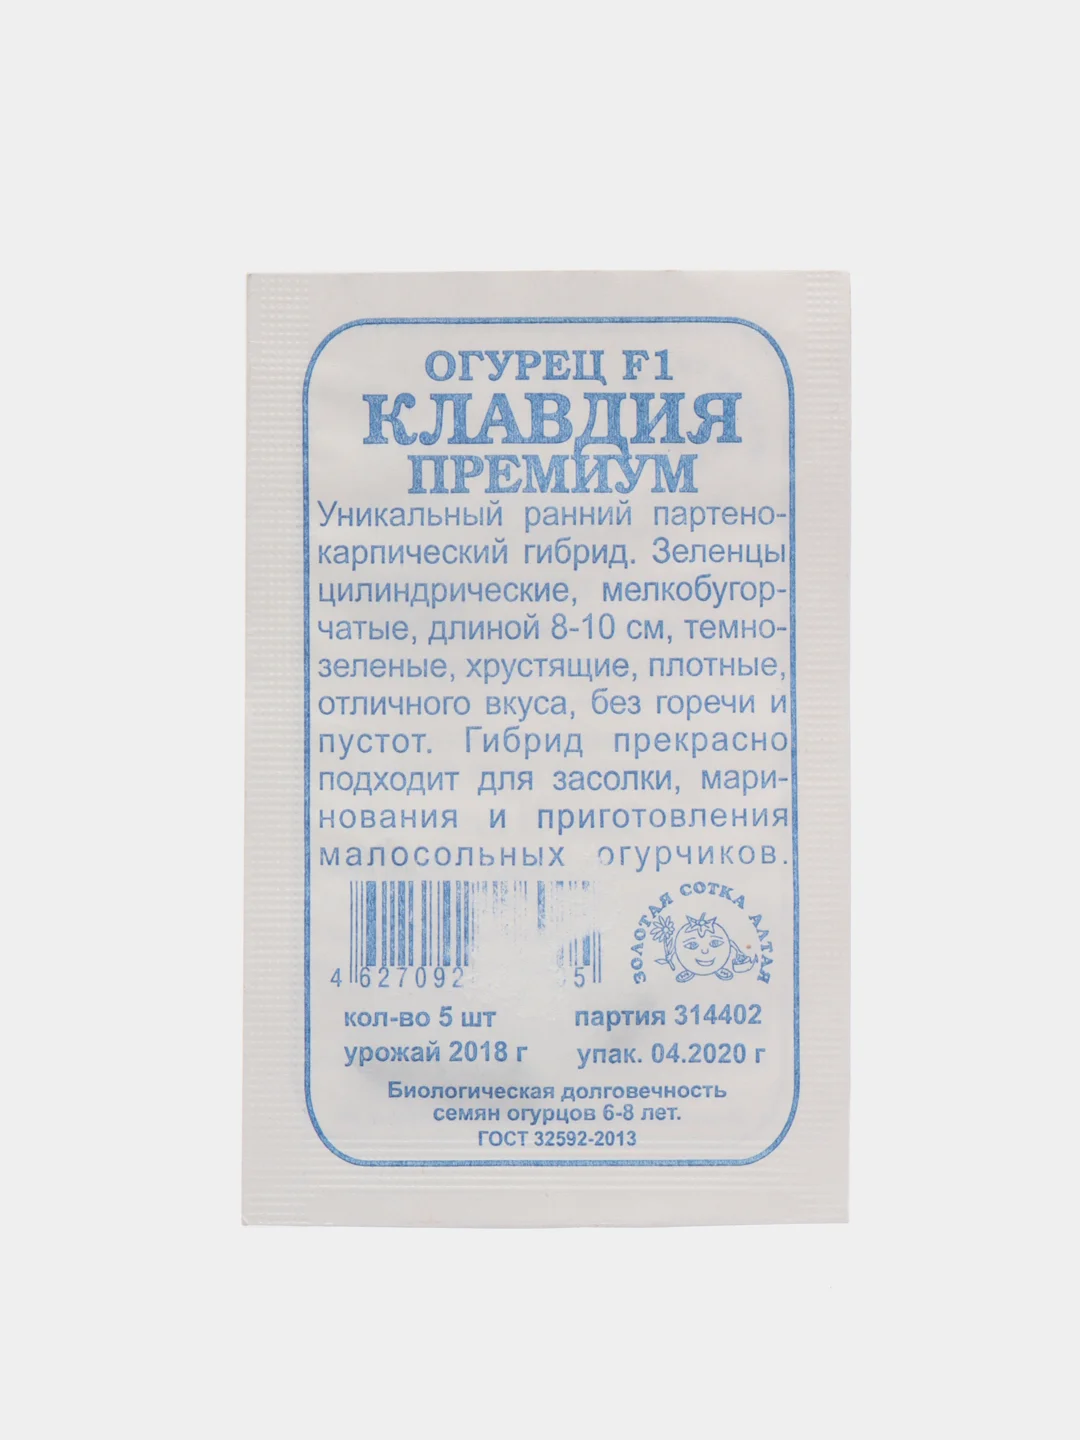 ОГУРЕЦ F1
КЛАВДИЯ
ПРЕМИУМ
Уникальный ранний партено-
карпический гибрид. Зеленцы
цилиндрические, мелкобугор-
чатые, длиной 8-10 см, темно-
зеленые, хрустящие, плотные,
отличного вкуса, без горечи и
пустот. Гибрид прекрасно
подходит для засолки, мари-
нования и приготовления
малосольных огурчиков.
ЗОЛОТАЯ СОТКА АЛТАЯ
кол-во 5 шт партия 314402
урожай 2018 г упак. 04.2020 г
Биологическая долговечность
семян огурцов 6-8 лет.
ГОСТ 32592-2013